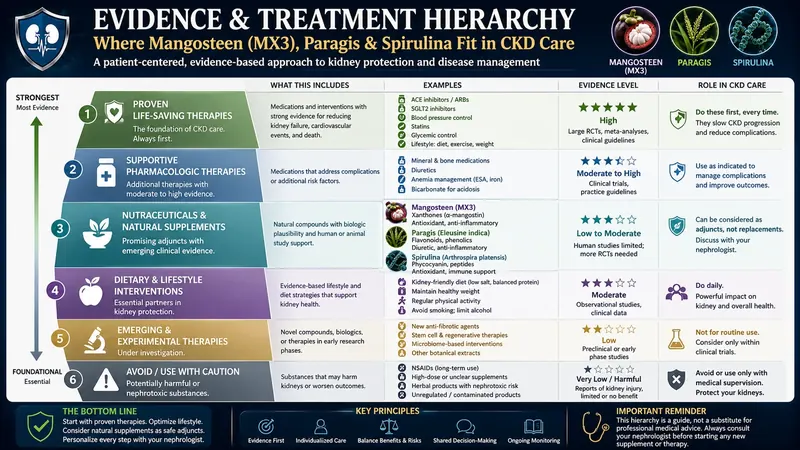 EVIDENCE & TREATMENT HIERARCHY
Where Mangosteen (MX3), Paragis & Spirulina Fit in CKD Care
A patient-centered, evidence-based approach to kidney protection and disease management
MANGOSTEEN
(MX3)
PARAGIS
SPIRULINA
STRONGEST
Most Evidence
WHAT THIS INCLUDES
EXAMPLES
EVIDENCE LEVEL
ROLE IN CKD CARE
1
PROVEN
LIFE-SAVING THERAPIES
The foundation of CKD care.
Always first.
Medications and interventions with
strong evidence for reducing
kidney failure, cardiovascular
events, and death.
ACE inhibitors / ARBs
SGLT2 inhibitors
Blood pressure control
Statins
Glycemic control
Lifestyle: diet, exercise, weight
High
Large RCTs, meta-analyses,
clinical guidelines
Do these first, every time.
They slow CKD progression
and reduce complications.
2
SUPPORTIVE
PHARMACOLOGIC THERAPIES
Additional therapies with
moderate to high evidence.
Medications that address complications
or additional risk factors.
Mineral & bone medications
Diuretics
Anemia management (ESA, iron)
Bicarbonate for acidosis
Moderate to High
Clinical trials,
practice guidelines
Use as indicated to
manage complications
and improve outcomes.
3
NUTRACEUTICALS &
NATURAL SUPPLEMENTS
Promising adjuncts with
emerging clinical evidence.
Natural compounds with biologic
plausibility and human or animal
study support.
Mangosteen (MX3)
Xanthones (α-mangostin)
Antioxidant, anti-inflammatory
Paragis (Eleusine indica)
Flavonoids, phenolics
Diuretic, anti-inflammatory
Spirulina (Arthrospira platensis)
Phycocyanin, peptides
Antioxidant, immune support
Low to Moderate
Human studies limited;
more RCTs needed
Can be considered as
adjuncts, not replacements.
Discuss with your
nephrologist.
4
DIETARY & LIFESTYLE
INTERVENTIONS
Essential partners in
kidney protection.
Evidence-based lifestyle and
diet strategies that support
kidney health.
Kidney-friendly diet (low salt, balanced protein)
Maintain healthy weight
Regular physical activity
Avoid smoking; limit alcohol
Moderate
Observational studies,
clinical data
Do daily.
Powerful impact on
kidney and overall health.
5
EMERGING &
EXPERIMENTAL THERAPIES
Under investigation.
Novel compounds, biologics,
or therapies in early research
phases.
New anti-fibrotic agents
Stem cell & regenerative therapies
Microbiome-based interventions
Other botanical extracts
Low
Preclinical or early
phase studies
Not for routine use.
Consider only within
clinical trials.
FOUNDATIONAL
Essential
6
AVOID / USE WITH CAUTION
Potentially harmful or
nephrotoxic substances.
Substances that may harm
kidneys or worsen outcomes.
NSAIDs (long-term use)
High-dose or unclear supplements
Herbal products with nephrotoxic risk
Unregulated / contaminated products
Very Low / Harmful
Reports of kidney injury,
limited or no benefit
Avoid or use only with
medical supervision.
Protect your kidneys.
THE BOTTOM LINE
Start with proven therapies. Optimize lifestyle.
Consider natural supplements as safe adjuncts.
Personalize every step with your nephrologist.
KEY PRINCIPLES
Evidence First
Individualized Care
Balance Benefits & Risks
Shared Decision-Making
Ongoing Monitoring
IMPORTANT REMINDER
This hierarchy is a guide, not a substitute for
professional medical advice. Always consult
your nephrologist before starting any new
supplement or therapy.